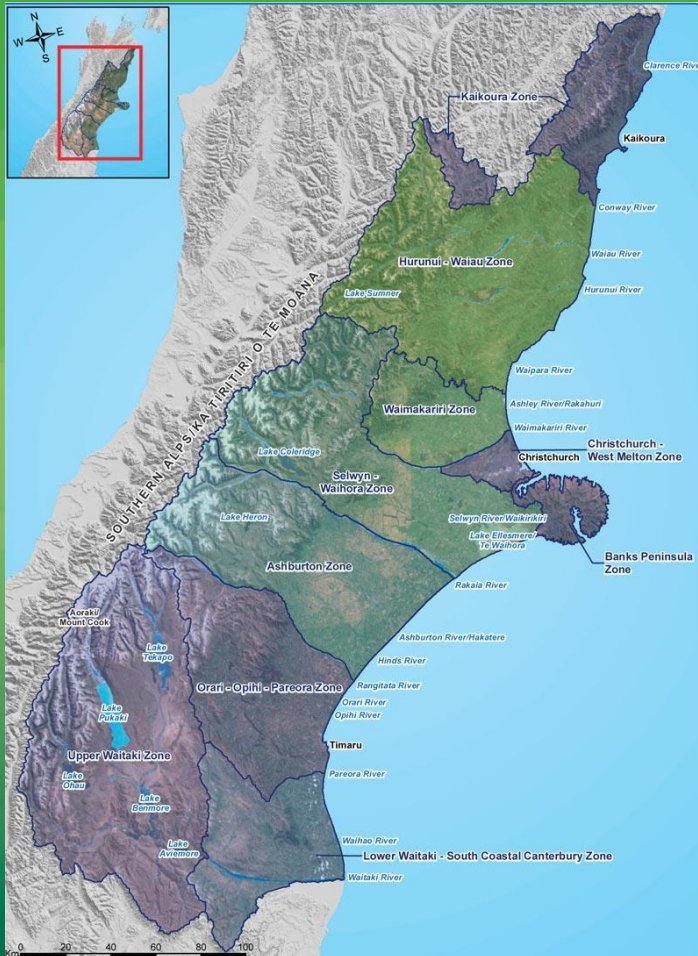 N
W
E
S
Clarence River
Kaikoura Zone
Kaikoura
Conway River
Hurunui - Waiau Zone
Waiau River
Lake Sumner
Hurunui River
SOUTHERN ALPS/KA TIRITIRI O TE MOANA
Waipara River
Waimakariri Zone
Ashley River/Rakahuri
Waimakariri River
Christchurch -
West Melton Zone
Christchurch
Lake Coleridge
Selwyn -
Waihora Zone
Lake Heron
Selwyn River/Waikirikiri
Lake Ellesmere/
Te Waihora
Banks Peninsula
Zone
Ashburton Zone
Rakaia River
Aoraki/
Mount Cook
Ashburton River/Hakatere
Lake
Tekapo
Hinds River
Orari - Opihi - Pareora Zone
Rangitata River
Orari River
Lake
Pukaki
Opihi River
Timaru
Upper Waitaki Zone
Lake
Ohau
Pareora River
Lake
Benmore
Lake
Aviemore
Waihao River
Lower Waitaki - South Coastal Canterbury Zone
Waitaki River
Km 0 20 40 60 80 100